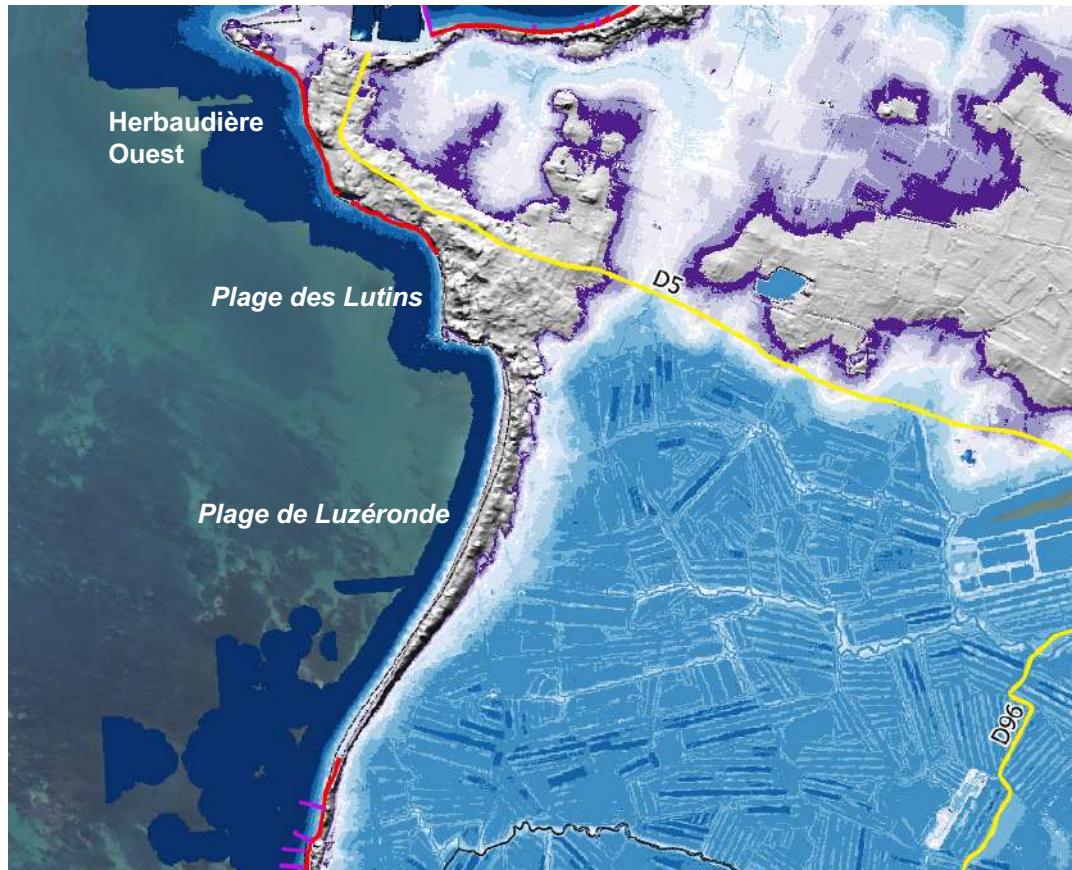 Herbaudière
Ouest
Plage des Lutins
D5
Plage de Luzéronde
D96